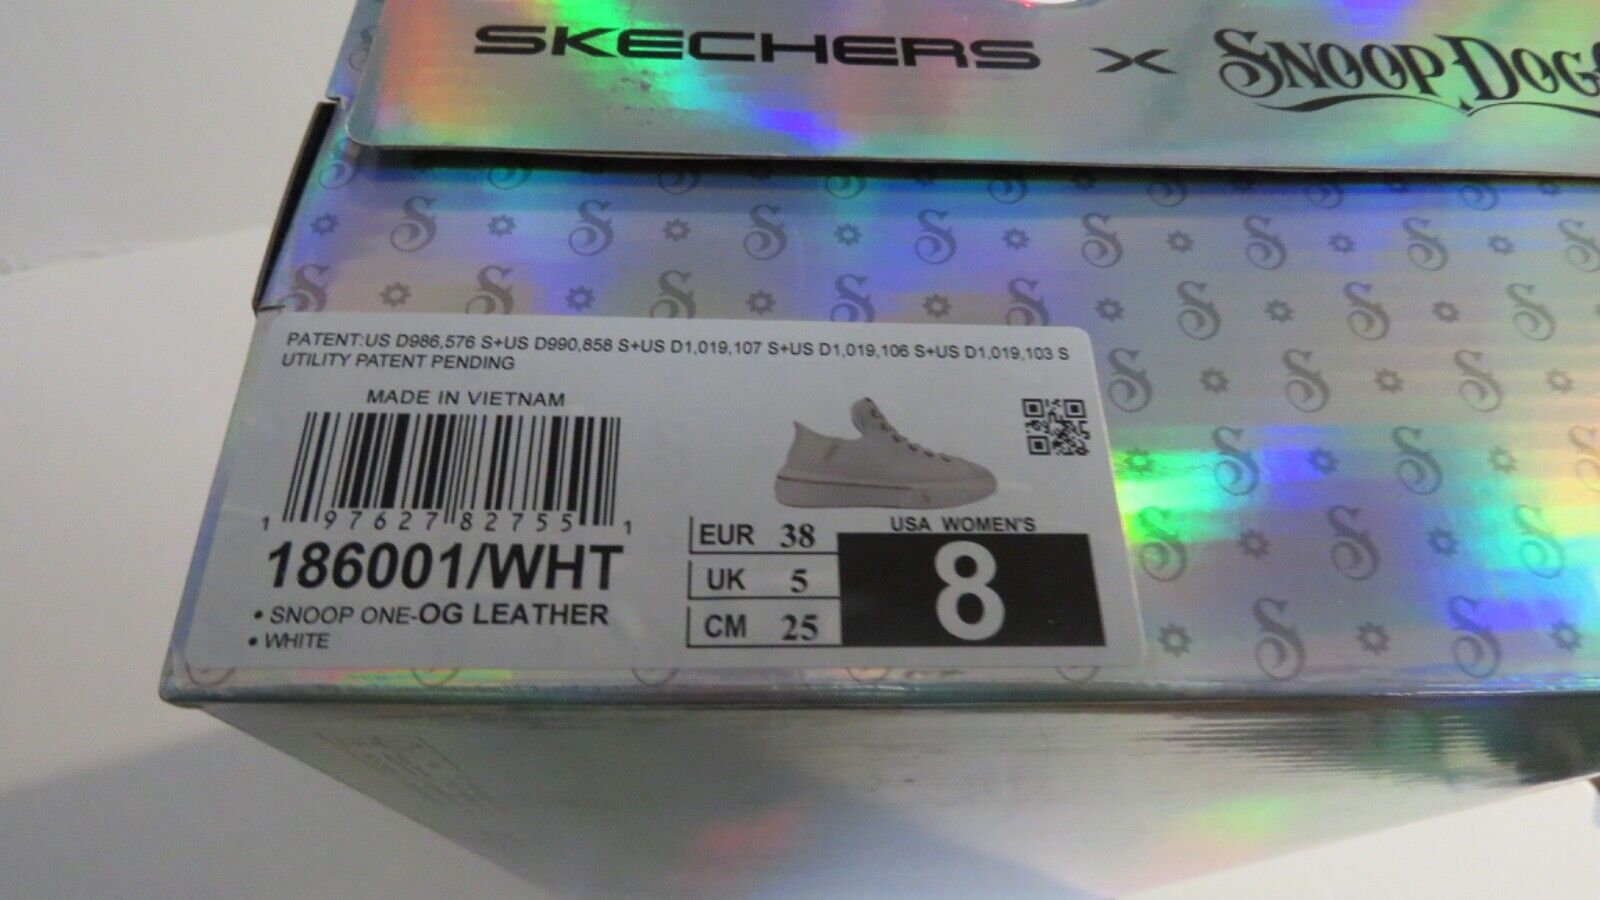 SKECHERS X SNOOP DOGG
PATENT:US D986,576 S+US D990,858 S+US D1,019,107 S+US D1,019,106 S+US D1,019,103 S
UTILITY PATENT PENDING
MADE IN VIETNAM
1 97627 82755 1
186001/WHT
• SNOOP ONE-OG LEATHER
• WHITE
EUR 38
UK 5
CM 25
USA WOMEN'S
8